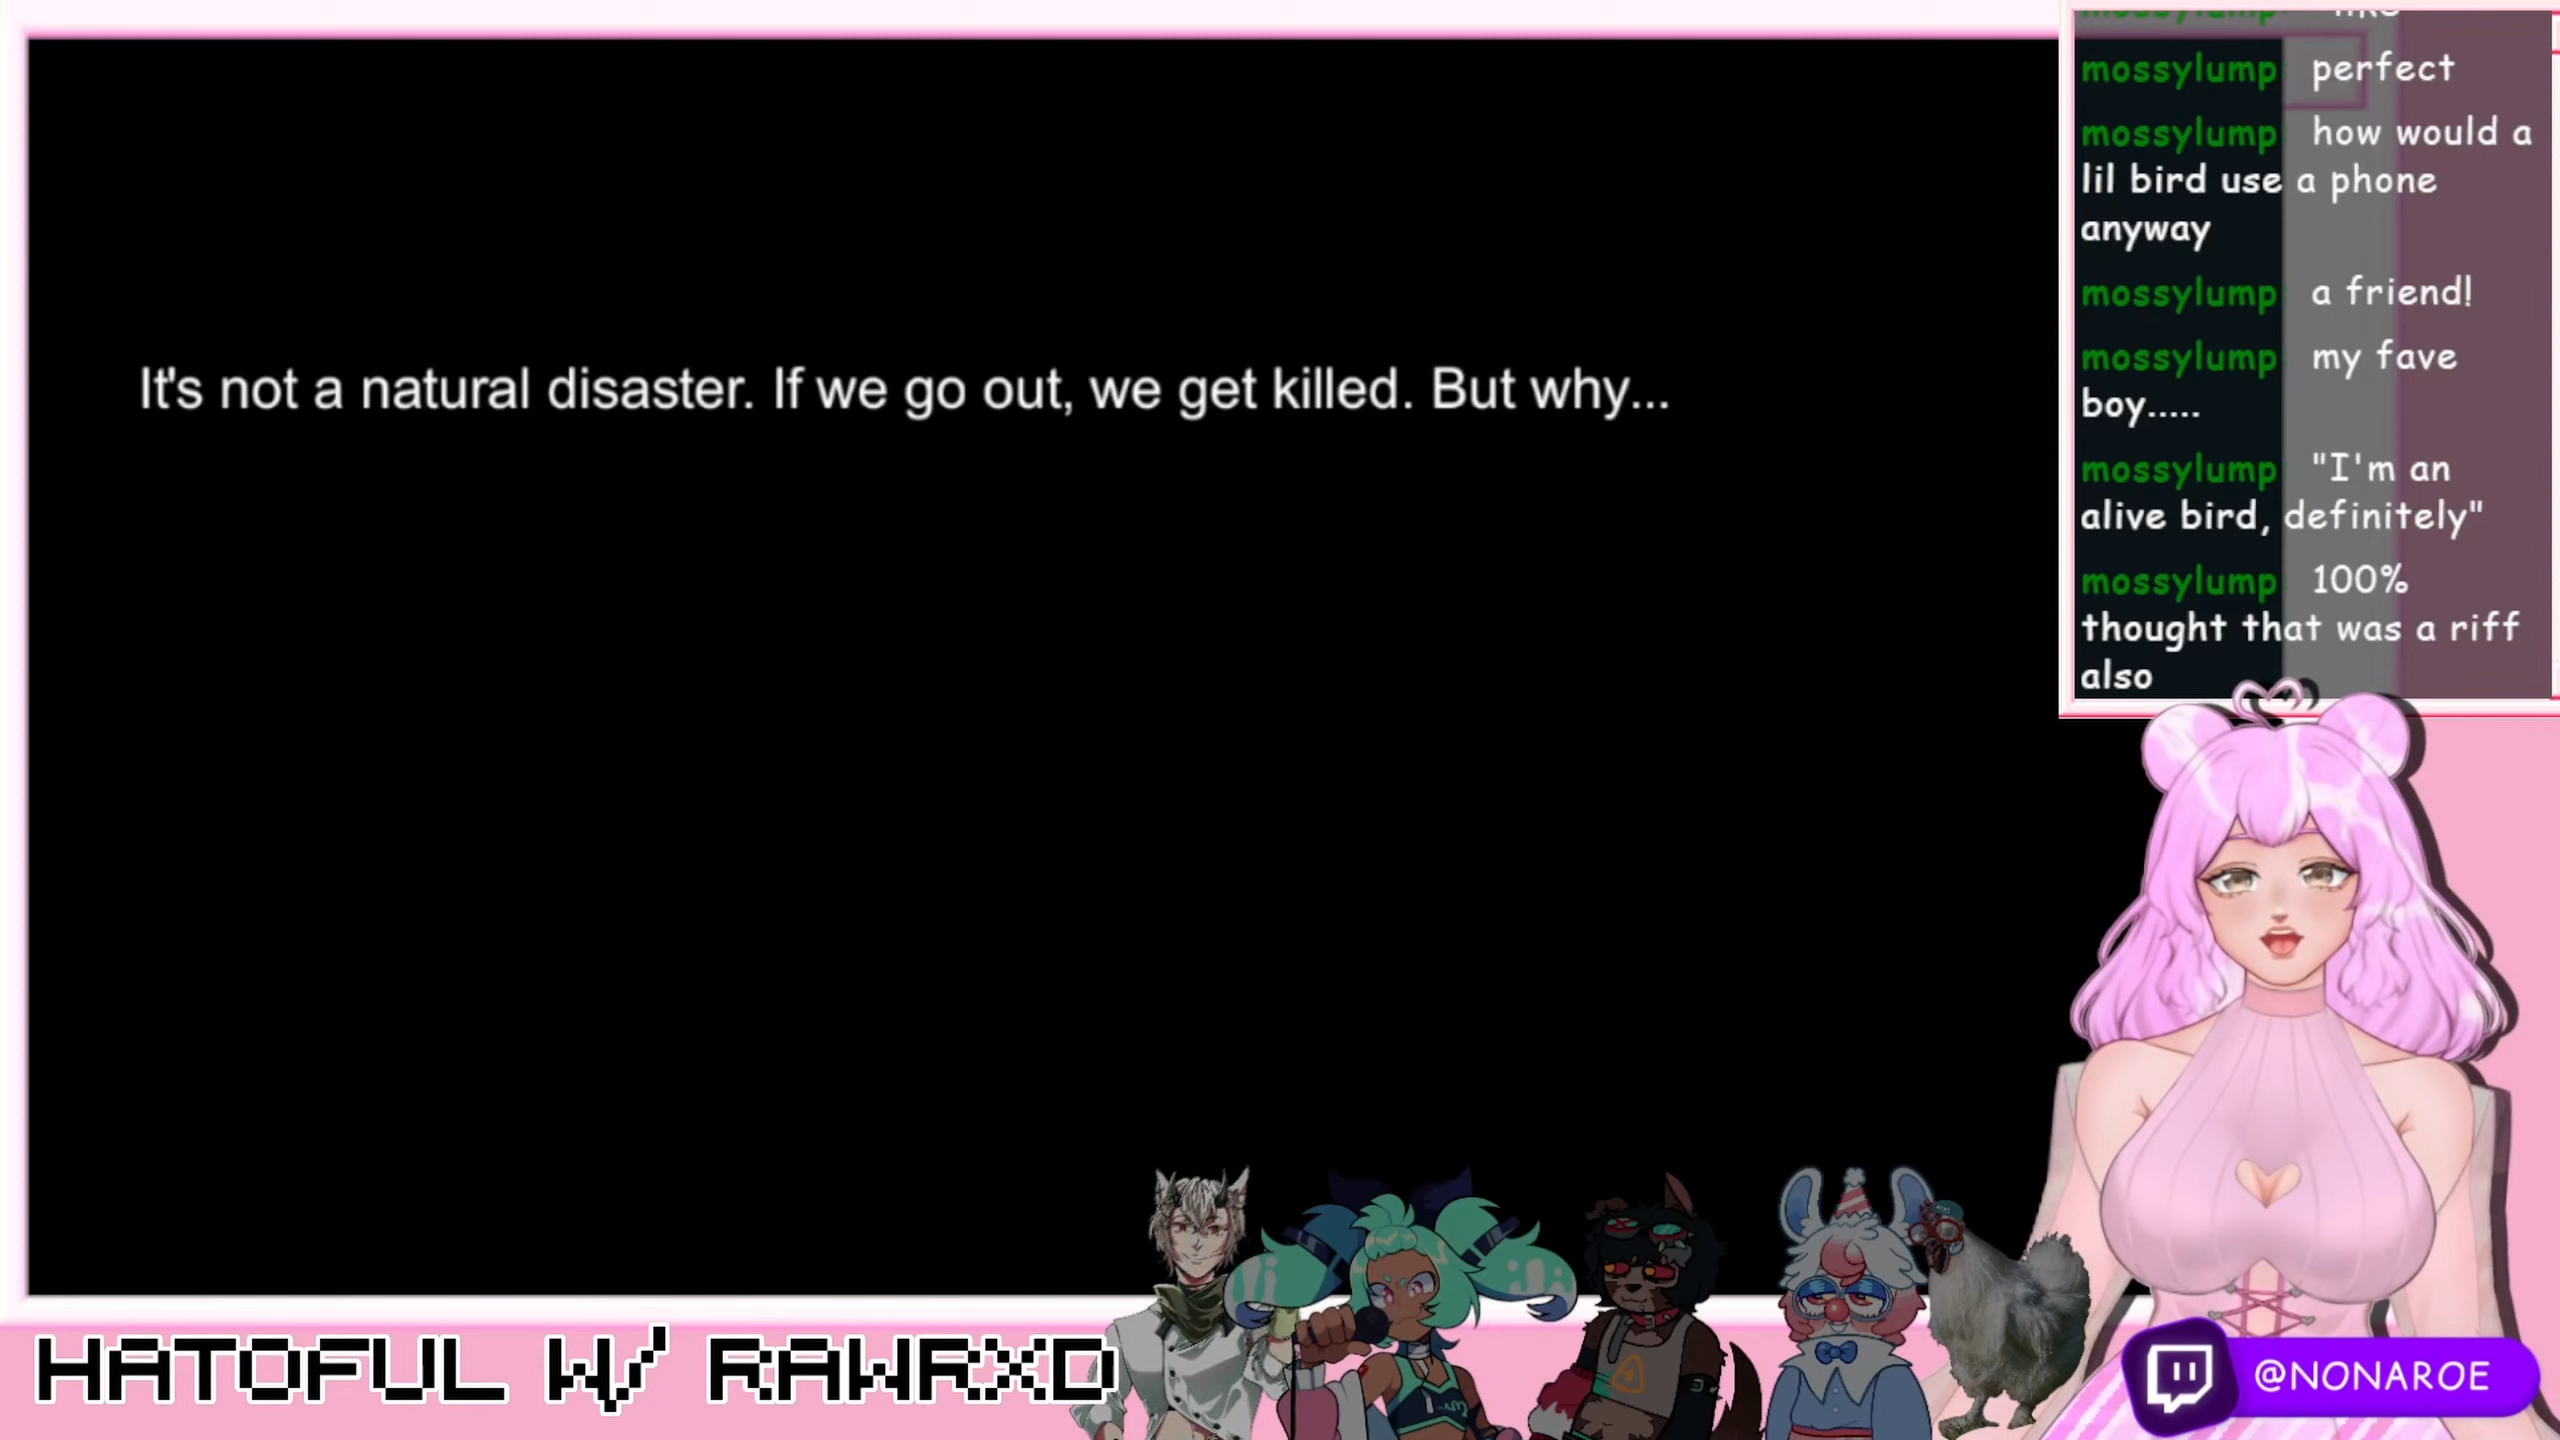 It's not a natural disaster. If we go out, we get killed. But why...
mossylump perfect
mossylump how would a
lil bird use a phone
anyway
mossylump a friend!
mossylump my fave
boy.....
mossylump "I'm an
alive bird, definitely"
mossylump 100%
thought that was a riff
also
HATOFUL W/ RAWRXD
@NONAROE